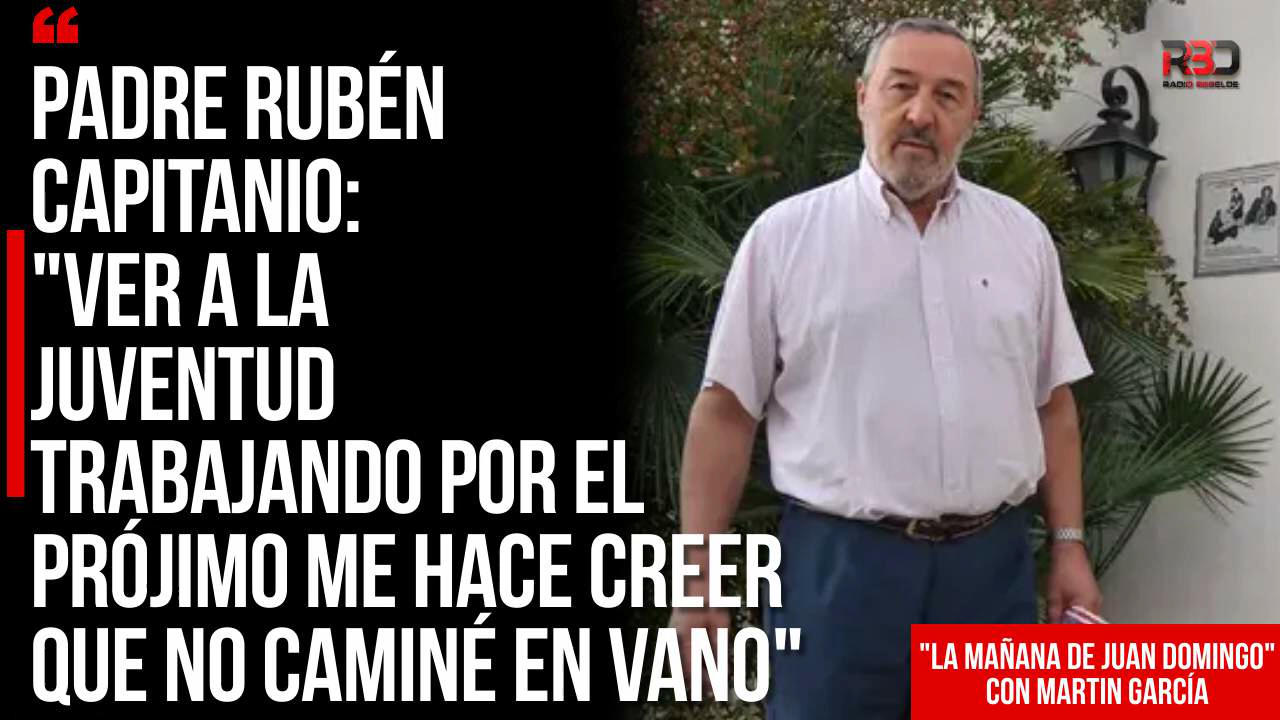 “
PADRE RUBÉN
CAPITANIO:
"VER A LA
JUVENTUD
TRABAJANDO POR EL
PRÓJIMO ME HACE CREER
QUE NO CAMINÉ EN VANO"
RBD
RADIO REBELDE
"LA MAÑANA DE JUAN DOMINGO"
CON MARTIN GARCÍA